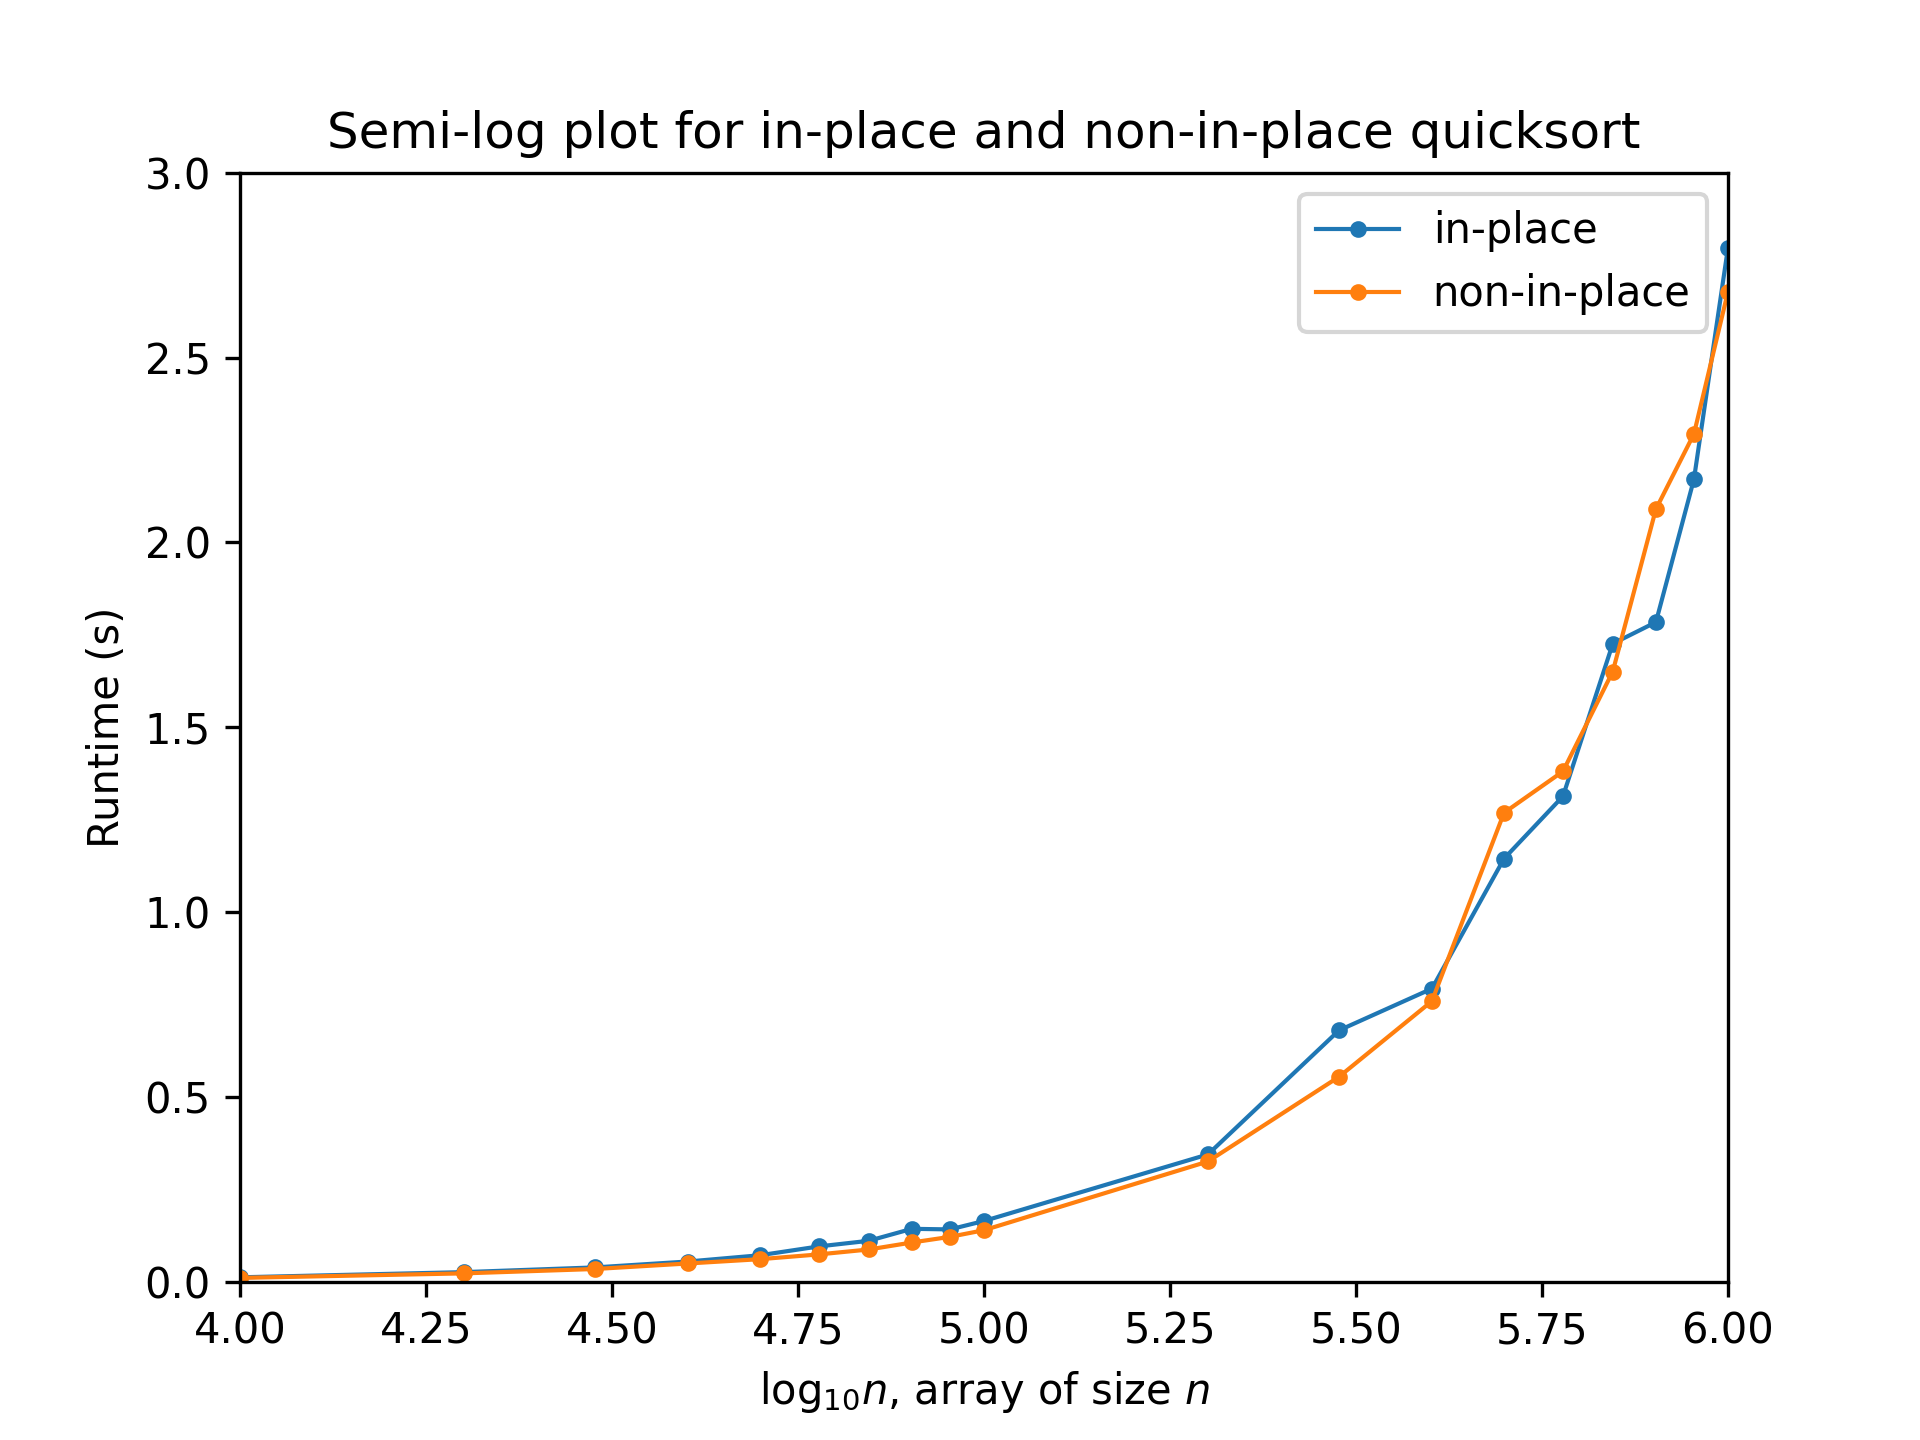 Semi-log plot for in-place and non-in-place quicksort
3.0
2.5
2.0
1.5
1.0
0.5
0.0
Runtime (s)
in-place
non-in-place
4.00 4.25 4.50 4.75 5.00 5.25 5.50 5.75 6.00
log₁₀n, array of size n